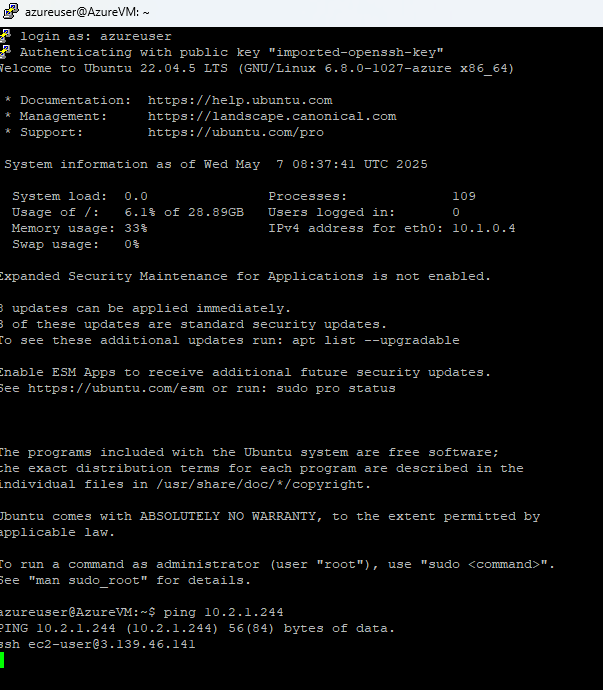 azureuser@AzureVM: ~
login as: azureuser
Authenticating with public key "imported-openssh-key"
Welcome to Ubuntu 22.04.5 LTS (GNU/Linux 6.8.0-1027-azure x86_64)
* Documentation:  https://help.ubuntu.com
* Management:     https://landscape.canonical.com
* Support:        https://ubuntu.com/pro
System information as of Wed May  7 08:37:41 UTC 2025
System load:  0.0               Processes:             109
Usage of /:   6.1% of 28.89GB   Users logged in:       0
Memory usage: 33%               IPv4 address for eth0: 10.1.0.4
Swap usage:   0%
Expanded Security Maintenance for Applications is not enabled.
updates can be applied immediately.
of these updates are standard security updates.
To see these additional updates run: apt list --upgradable
Enable ESM Apps to receive additional future security updates.
See https://ubuntu.com/esm or run: sudo pro status
The programs included with the Ubuntu system are free software;
the exact distribution terms for each program are described in the
individual files in /usr/share/doc/*/copyright.
Ubuntu comes with ABSOLUTELY NO WARRANTY, to the extent permitted by
applicable law.
To run a command as administrator (user "root"), use "sudo <command>".
See "man sudo_root" for details.
azureuser@AzureVM:~$ ping 10.2.1.244
PING 10.2.1.244 (10.2.1.244) 56(84) bytes of data.
ssh ec2-user@3.139.46.141